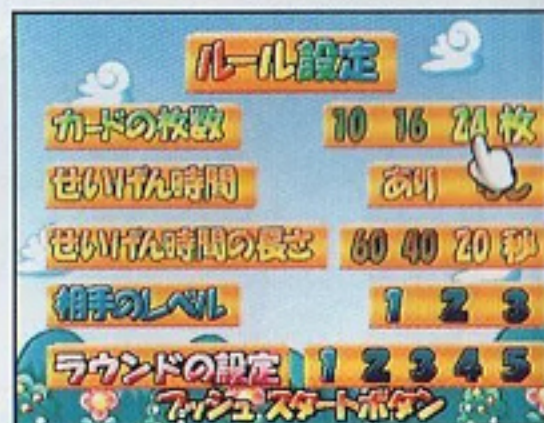 ルール設定
カードの枚数 10 16 24 枚
せいげん時間 あり
せいげん時間の長さ 60 40 20 秒
相手のレベル 1 2 3
ラウンドの設定 1 2 3 4 5
プッシュ スタートボタン